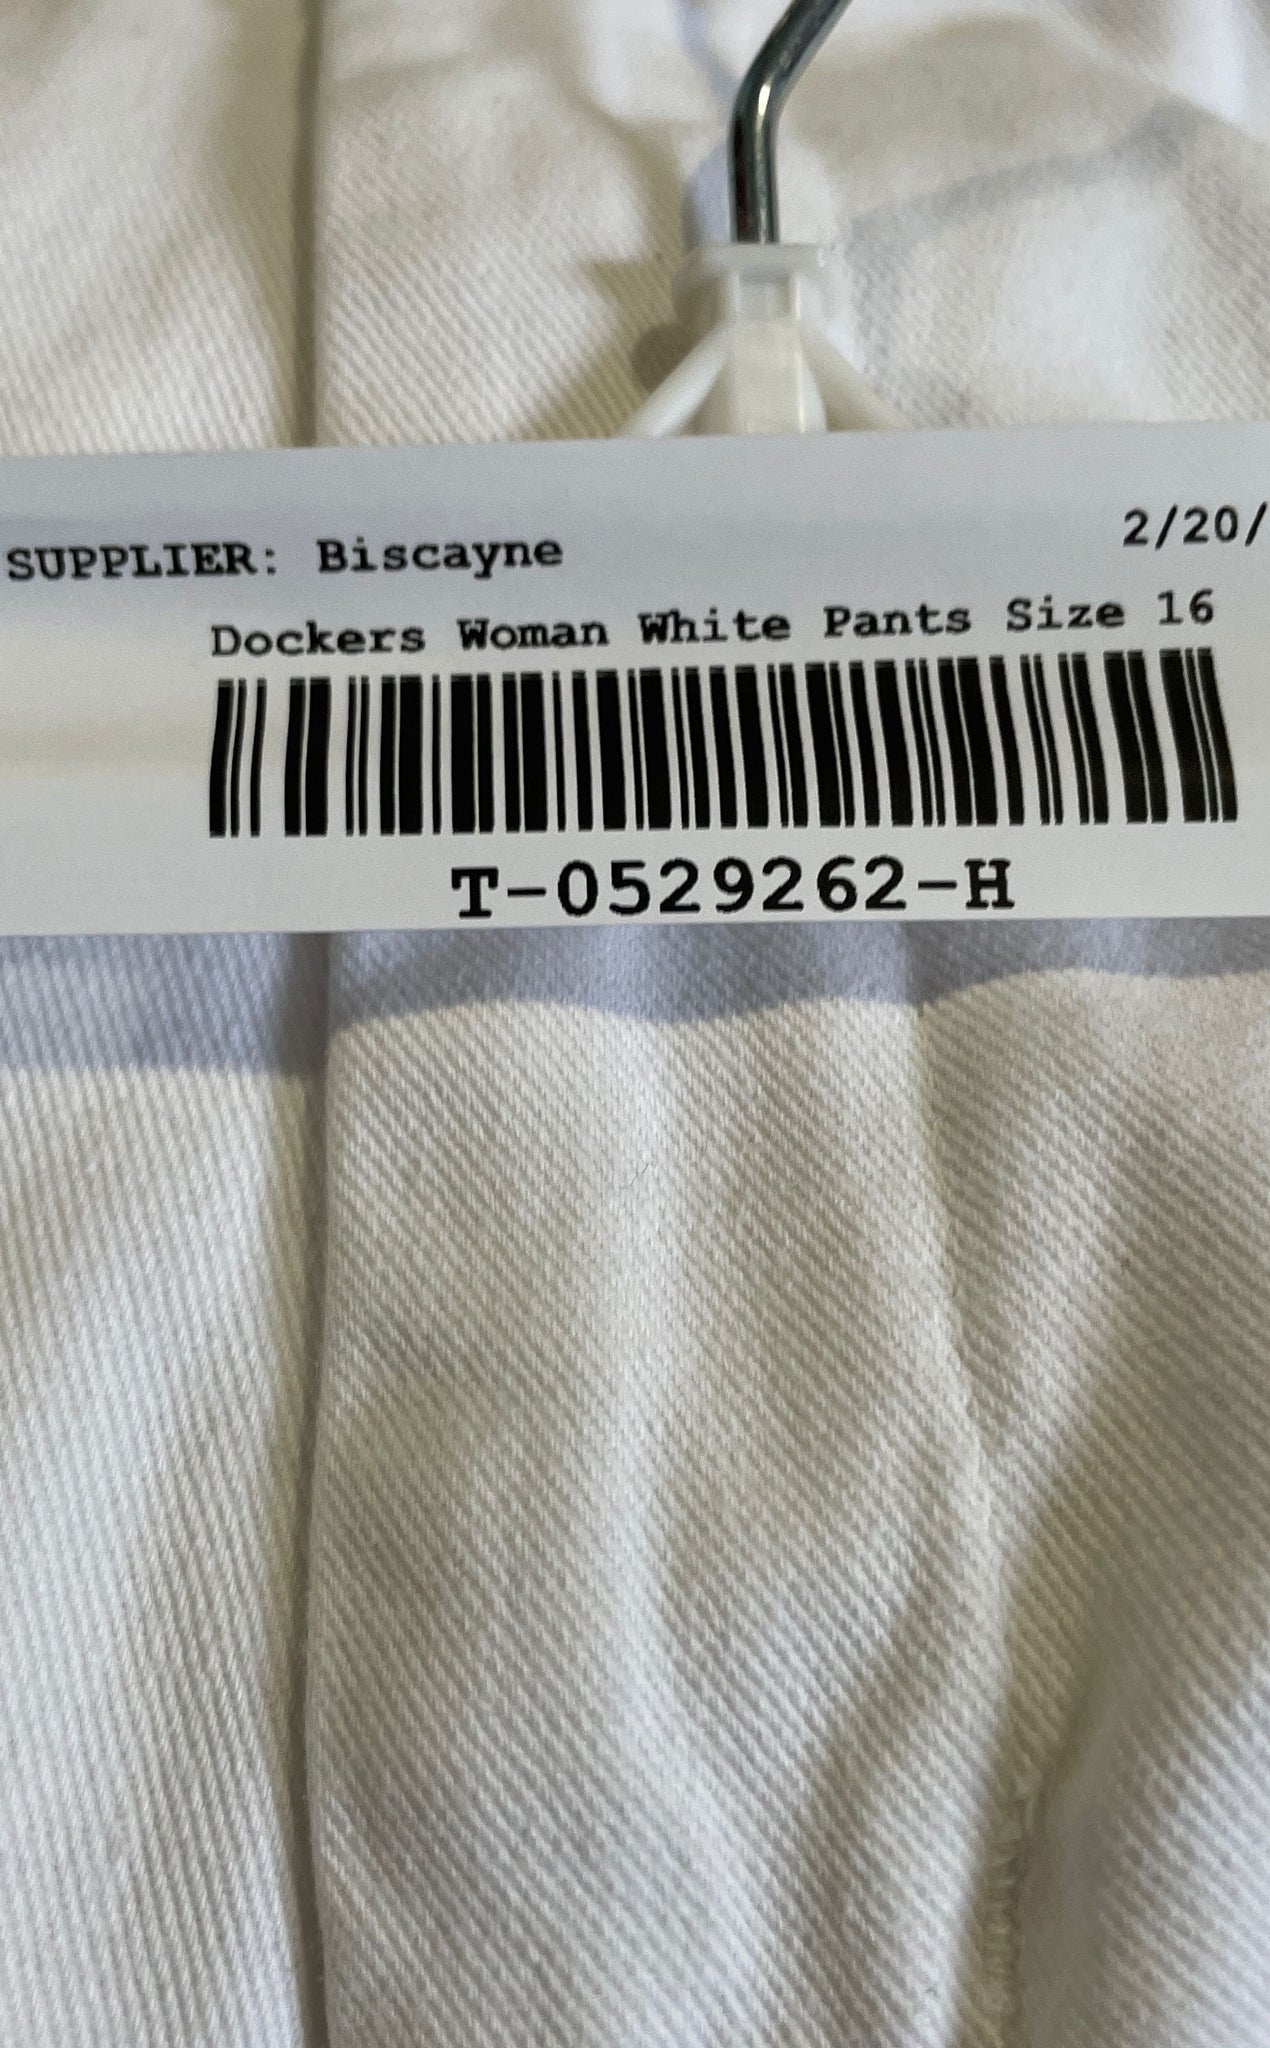 SUPPLIER: Biscayne 2/20/
Dockers Woman White Pants Size 16
T-0529262-H